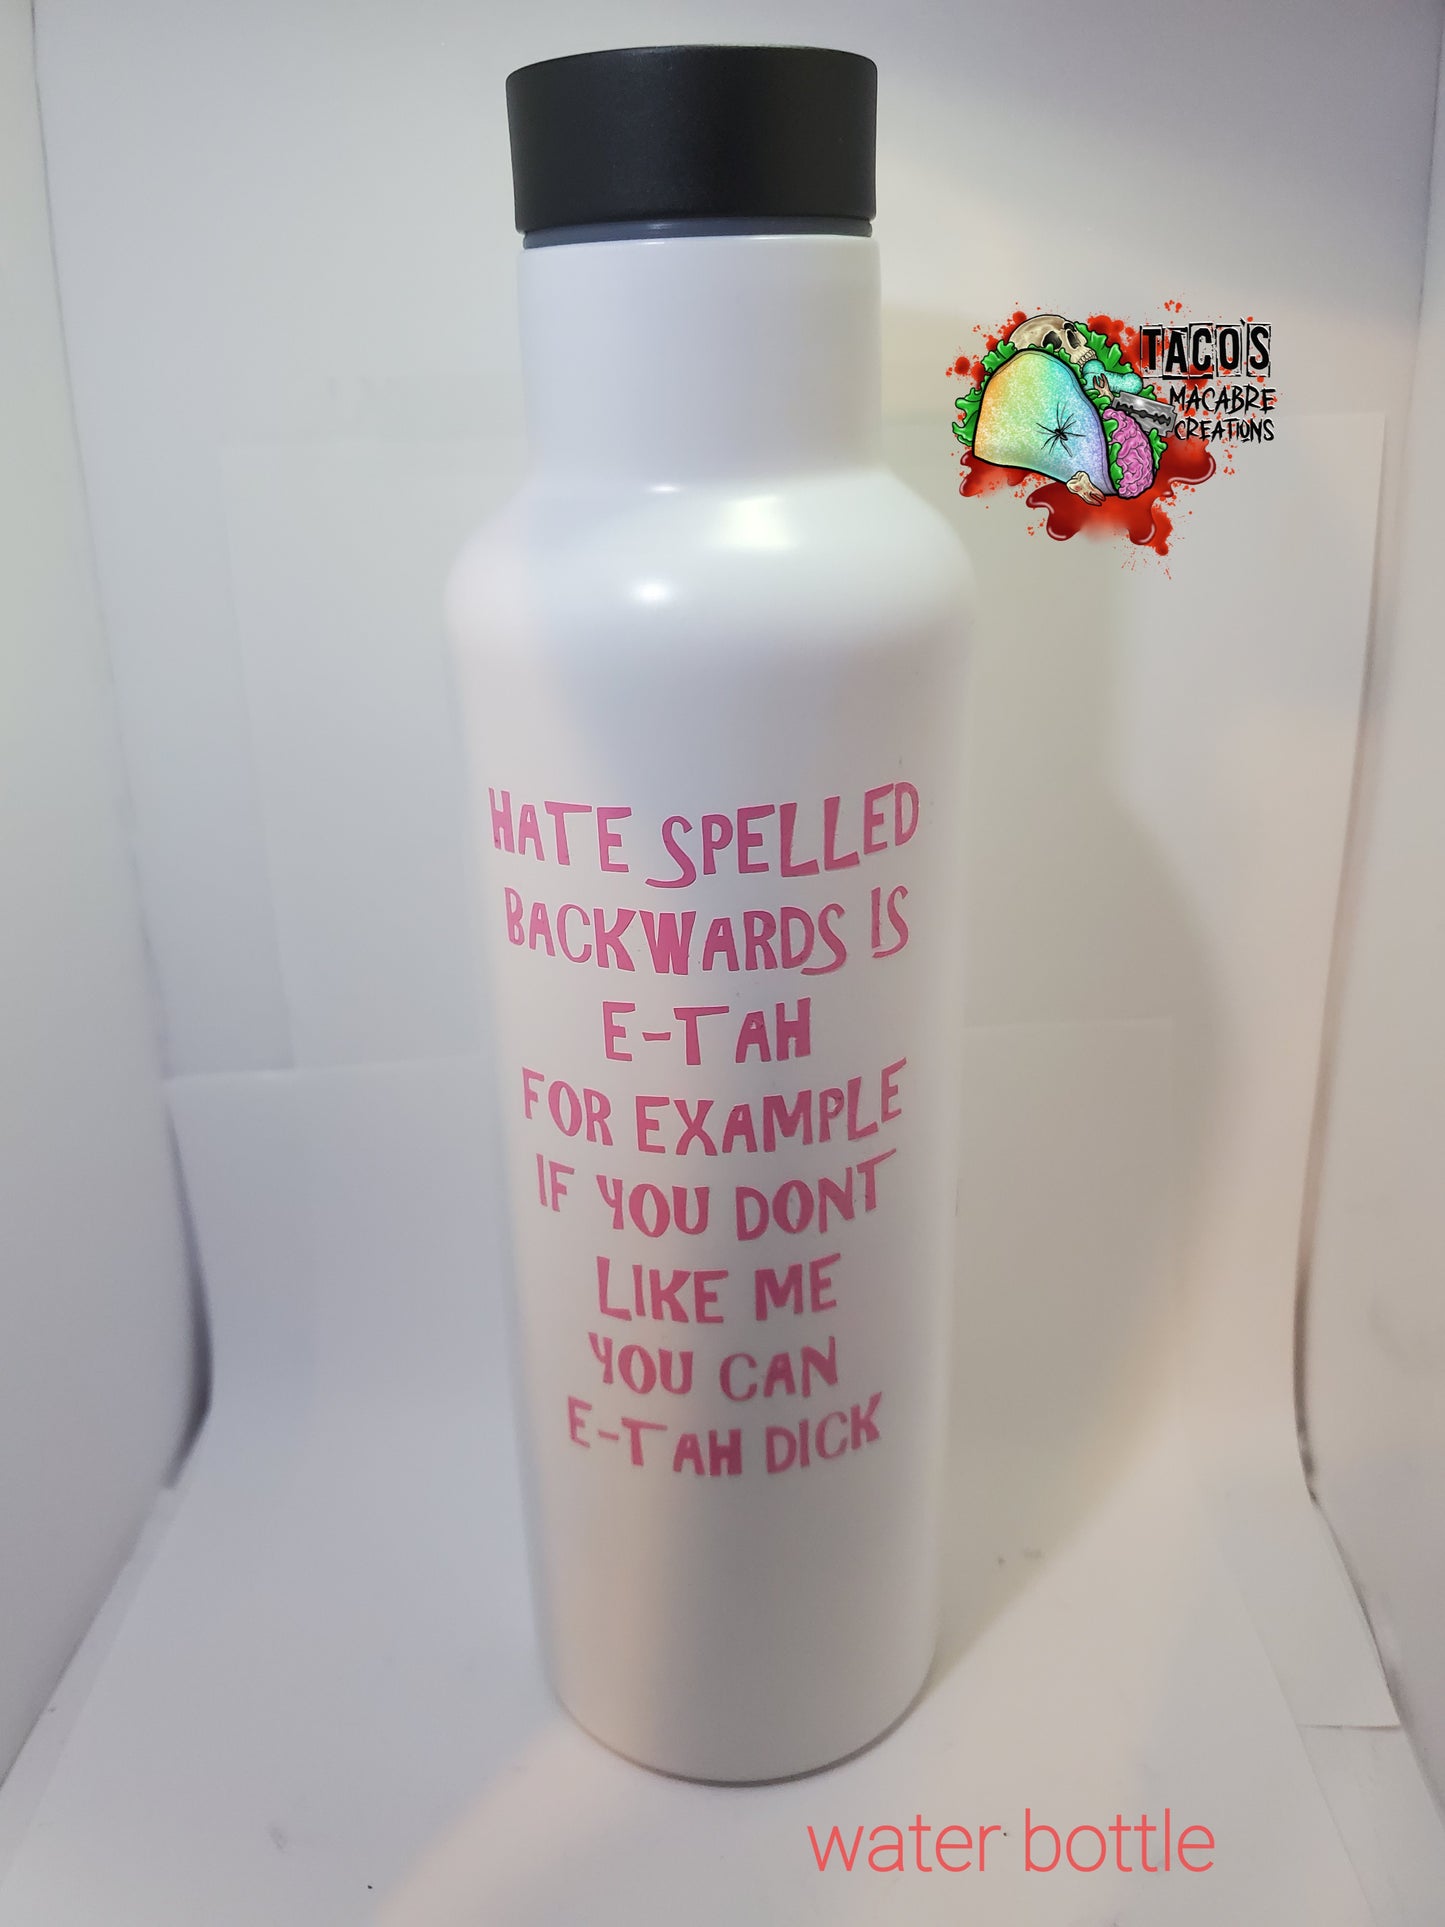 TACO'S
MACABRE
CREATIONS
HATE SPELLED
BACKWARDS IS
E-TAH
FOR EXAMPLE
IF YOU DONT
LIKE ME
YOU CAN
E-TAH DICK
water bottle